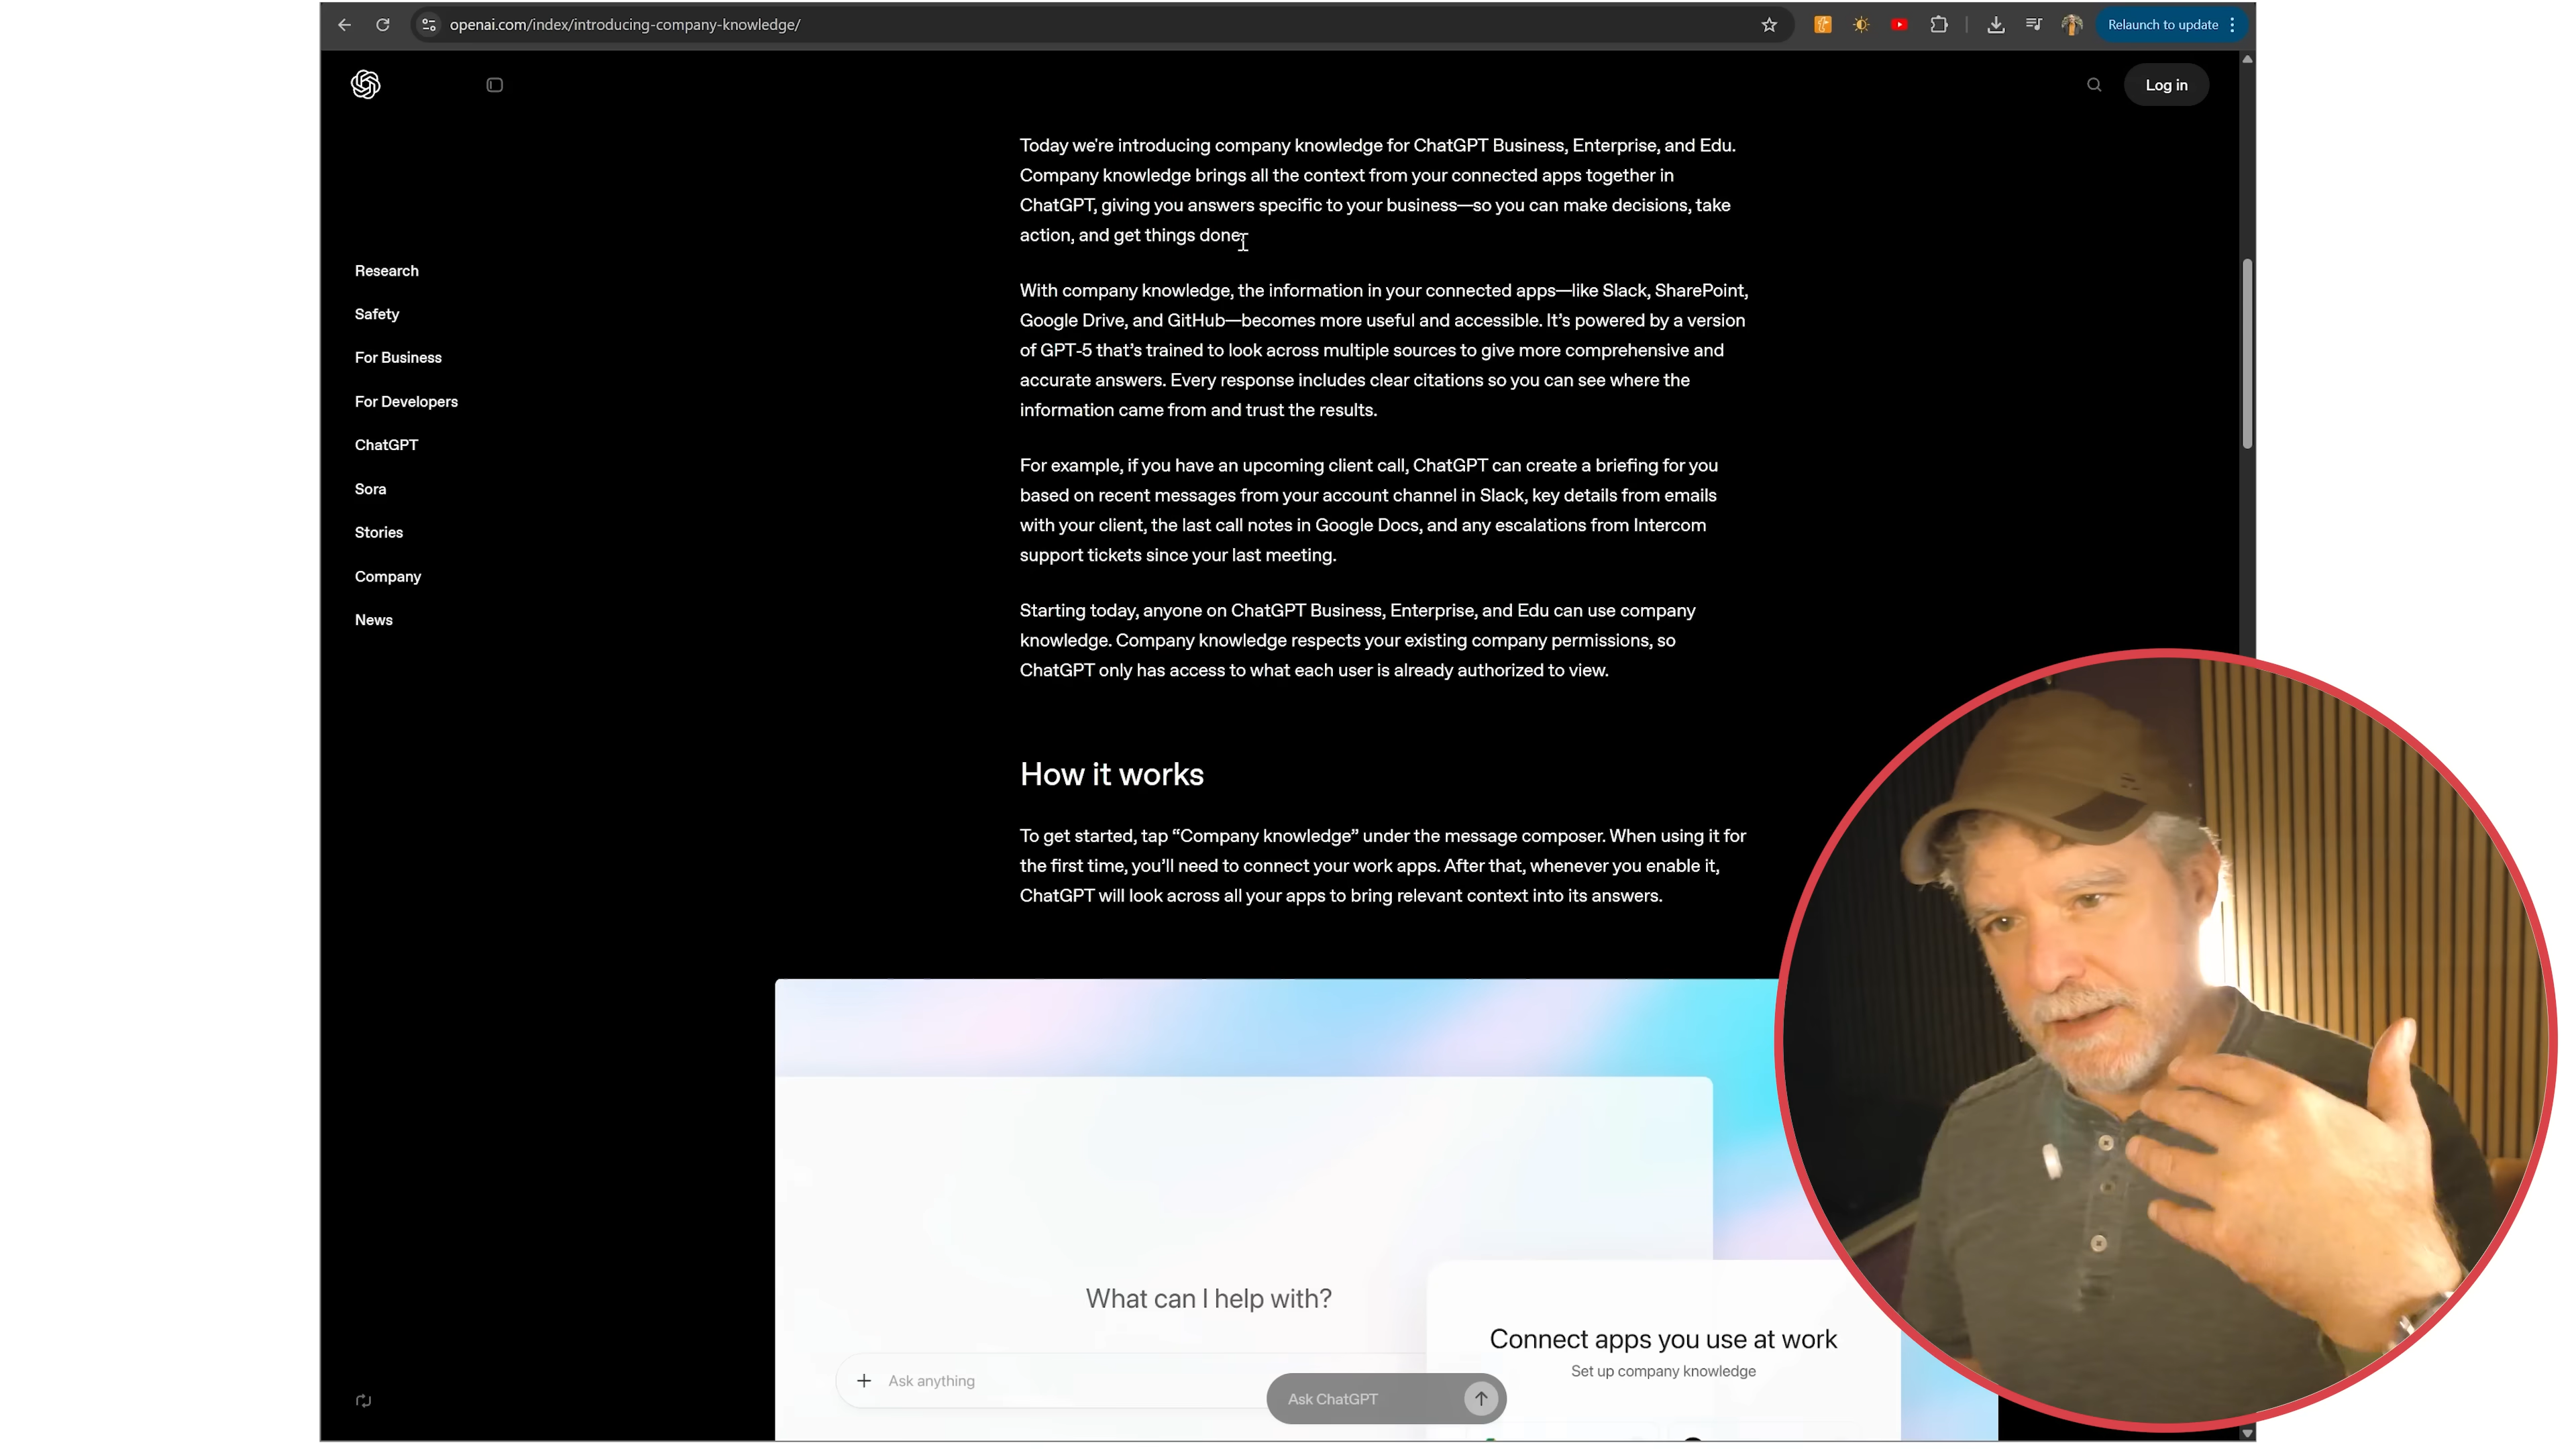 openai.com/index/introducing-company-knowledge/
Relaunch to update
Log in
Research
Safety
For Business
For Developers
ChatGPT
Sora
Stories
Company
News
Today we're introducing company knowledge for ChatGPT Business, Enterprise, and Edu.
Company knowledge brings all the context from your connected apps together in
ChatGPT, giving you answers specific to your business—so you can make decisions, take
action, and get things done.
With company knowledge, the information in your connected apps—like Slack, SharePoint,
Google Drive, and GitHub—becomes more useful and accessible. It’s powered by a version
of GPT-5 that’s trained to look across multiple sources to give more comprehensive and
accurate answers. Every response includes clear citations so you can see where the
information came from and trust the results.
For example, if you have an upcoming client call, ChatGPT can create a briefing for you
based on recent messages from your account channel in Slack, key details from emails
with your client, the last call notes in Google Docs, and any escalations from Intercom
support tickets since your last meeting.
Starting today, anyone on ChatGPT Business, Enterprise, and Edu can use company
knowledge. Company knowledge respects your existing company permissions, so
ChatGPT only has access to what each user is already authorized to view.
How it works
To get started, tap “Company knowledge” under the message composer. When using it for
the first time, you’ll need to connect your work apps. After that, whenever you enable it,
ChatGPT will look across all your apps to bring relevant context into its answers.
What can I help with?
Ask anything
Connect apps you use at work
Set up company knowledge
Ask ChatGPT